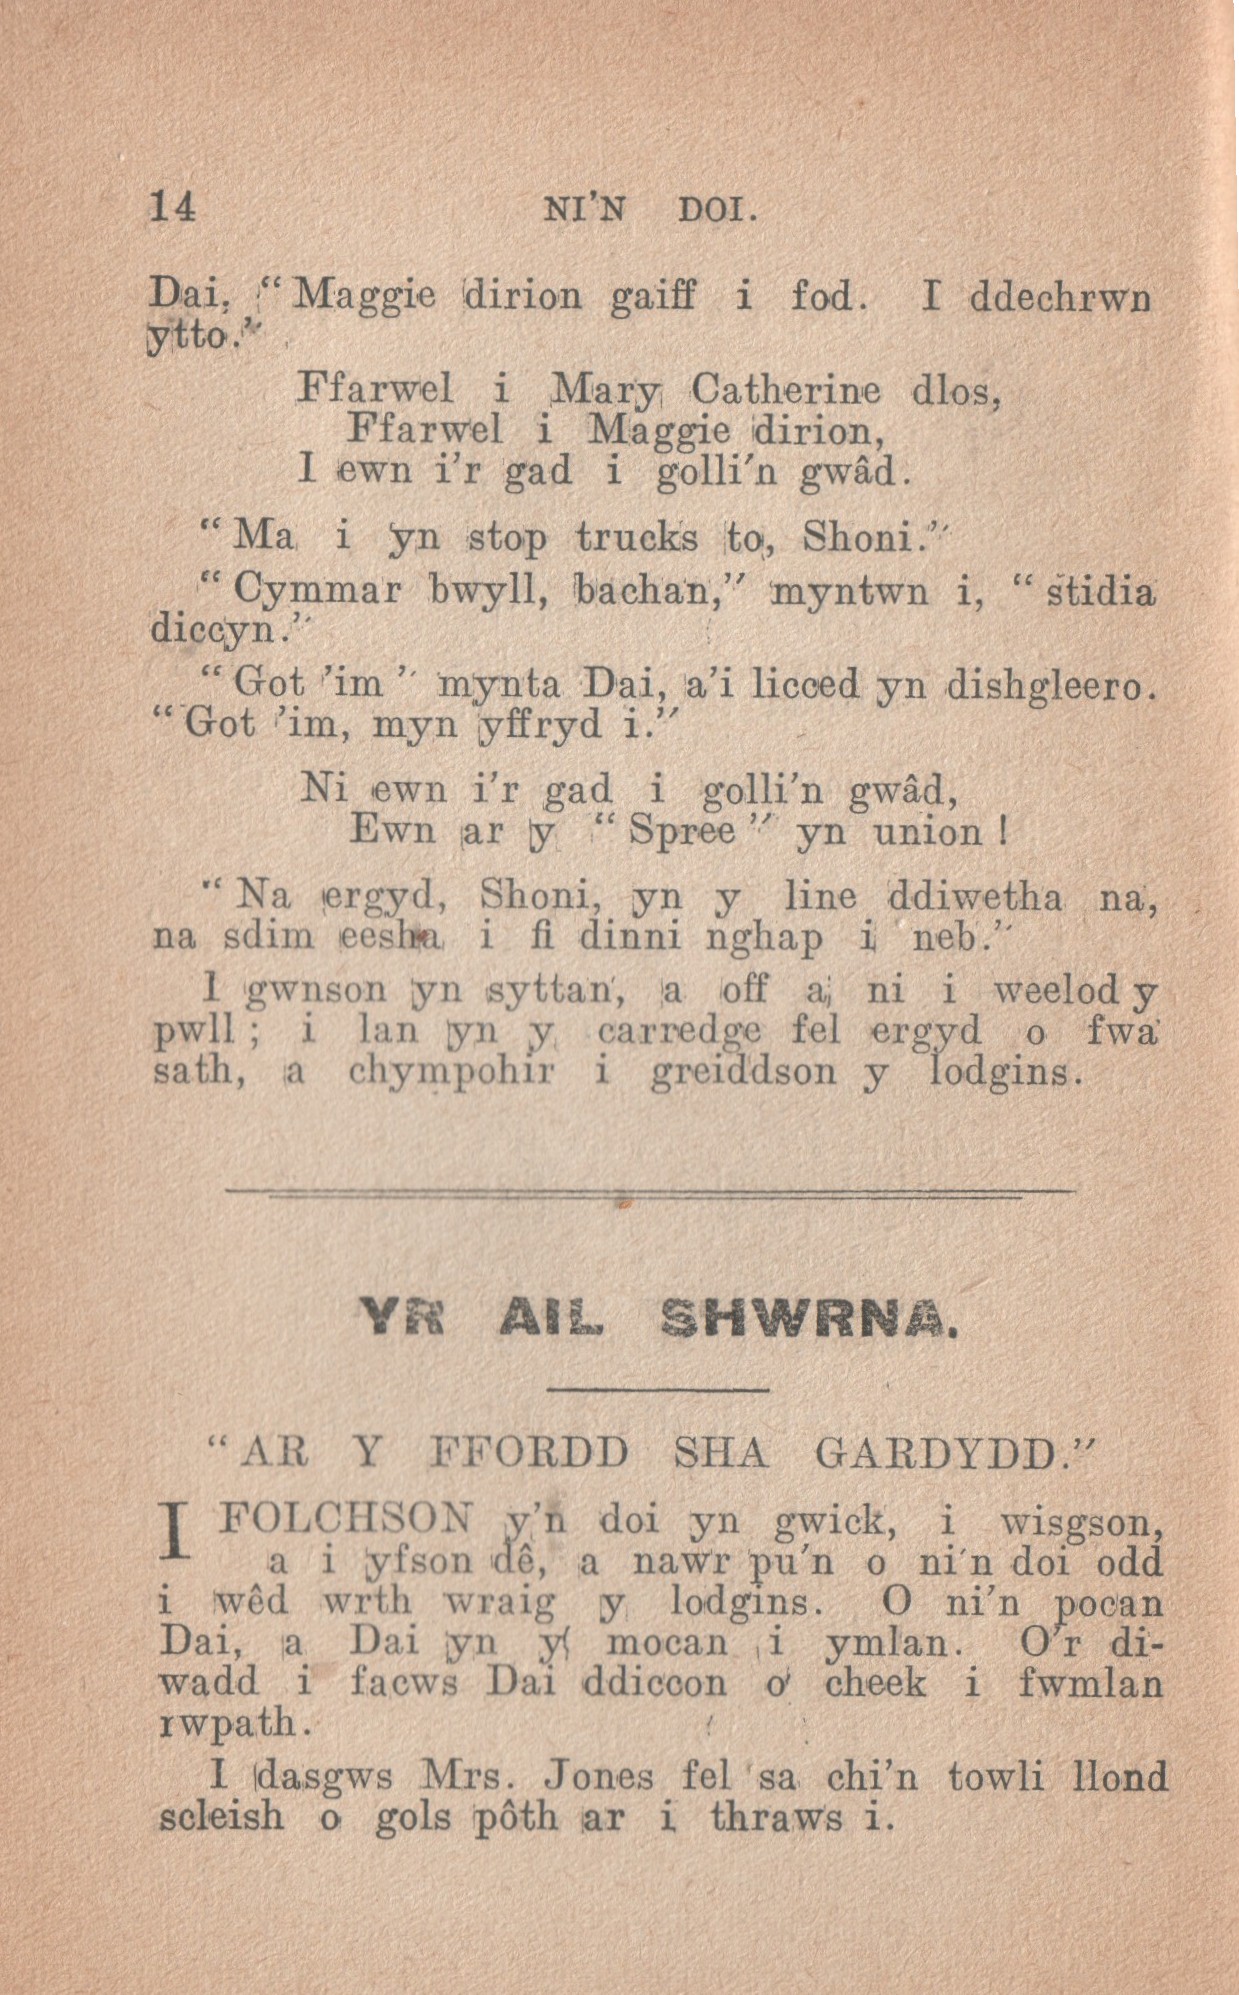 14 NI'N DOI.
Dai, “ Maggie dirion gaiff i fod. I ddechrwn
ytto.”
Ffarwel i Mary Catherine dlos,
Ffarwel i Maggie dirion,
I ewn i'r gad i golli'n gwâd.
“ Ma i yn stop trucks to, Shoni.”
“ Cymmar bwyll, bachan,” myntwn i, “ stidia
diccyn.”
“ Got ’im ” mynta Dai, a’i licced yn dishgleero.
“ Got ’im, myn yffryd i.”
Ni ewn i’r gad i golli’n gwâd,
Ewn ar y “ Spree ” yn union !
“ Na ergyd, Shoni, yn y line ddiwetha na,
na sdim eesha i fi dinni nghap i neb.”
I gwnson yn syttan, a off a ni i weelod y
pwll ; i lan yn y carredge fel ergyd o fwa
sath, a chympohir i greiddson y lodgins.
YR AIL SHWRNA.
“ AR Y FFORDD SHA GARDYDD.”
I FOLCHSON y’n doi yn gwick, i wisgson,
a i yfson dê, a nawr pu’n o ni’n doi odd
i wêd wrth wraig y lodgins. O ni’n pocan
Dai, a Dai yn y mocan i ymlan. O’r di-
wadd i facws Dai ddiccon o cheek i fwmlan
rwpath.
I dasgws Mrs. Jones fel sa chi’n towli llond
scleish o gols pôth ar i thraws i.